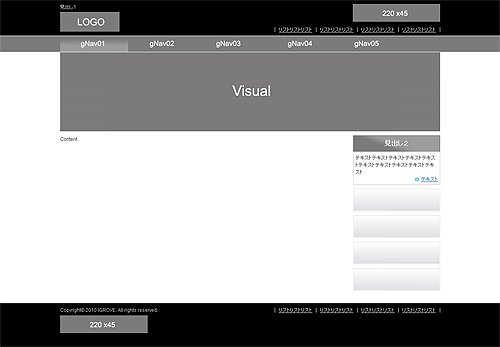 見出し1
LOGO
220 x45
| リストリストリスト | リストリストリスト | リストリストリスト | リストリストリスト |
gNav01 gNav02 gNav03 gNav04 gNav05
Visual
Content
見出し2
テキストテキストテキストテキストテキス
トテキストテキストテキストテキストテキ
スト
テキスト
Copyright© 2010 IGROVE. All rights reserved.
| リストリストリスト | リストリストリスト | リストリストリスト | リストリストリスト |
220 x45